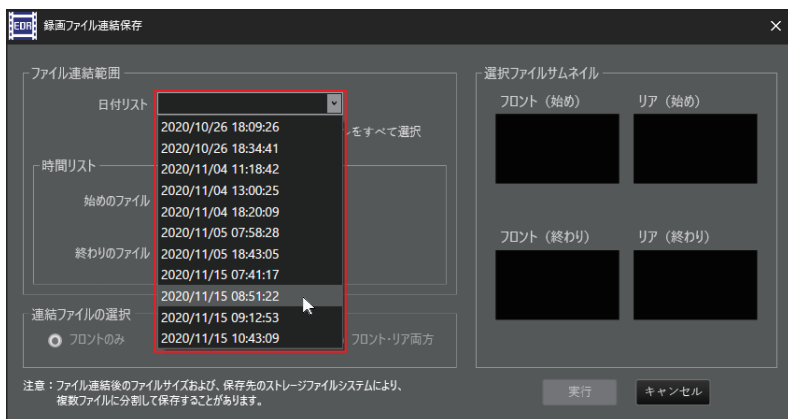 EDR 録画ファイル連結保存
ファイル連結範囲
日付リスト
2020/10/26 18:09:26
2020/10/26 18:34:41
2020/11/04 11:18:42
2020/11/04 13:00:25
2020/11/04 18:20:09
2020/11/05 07:58:28
2020/11/05 18:43:05
2020/11/15 07:41:17
2020/11/15 08:51:22
2020/11/15 09:12:53
2020/11/15 10:43:09
ルをすべて選択
時間リスト
始めのファイル
終わりのファイル
連結ファイルの選択
フロントのみ
フロント・リア両方
選択ファイルサムネイル
フロント（始め）
リア（始め）
フロント（終わり）
リア（終わり）
注意：ファイル連結後のファイルサイズおよび、保存先のストレージファイルシステムにより、
複数ファイルに分割して保存することがあります。
実行
キャンセル